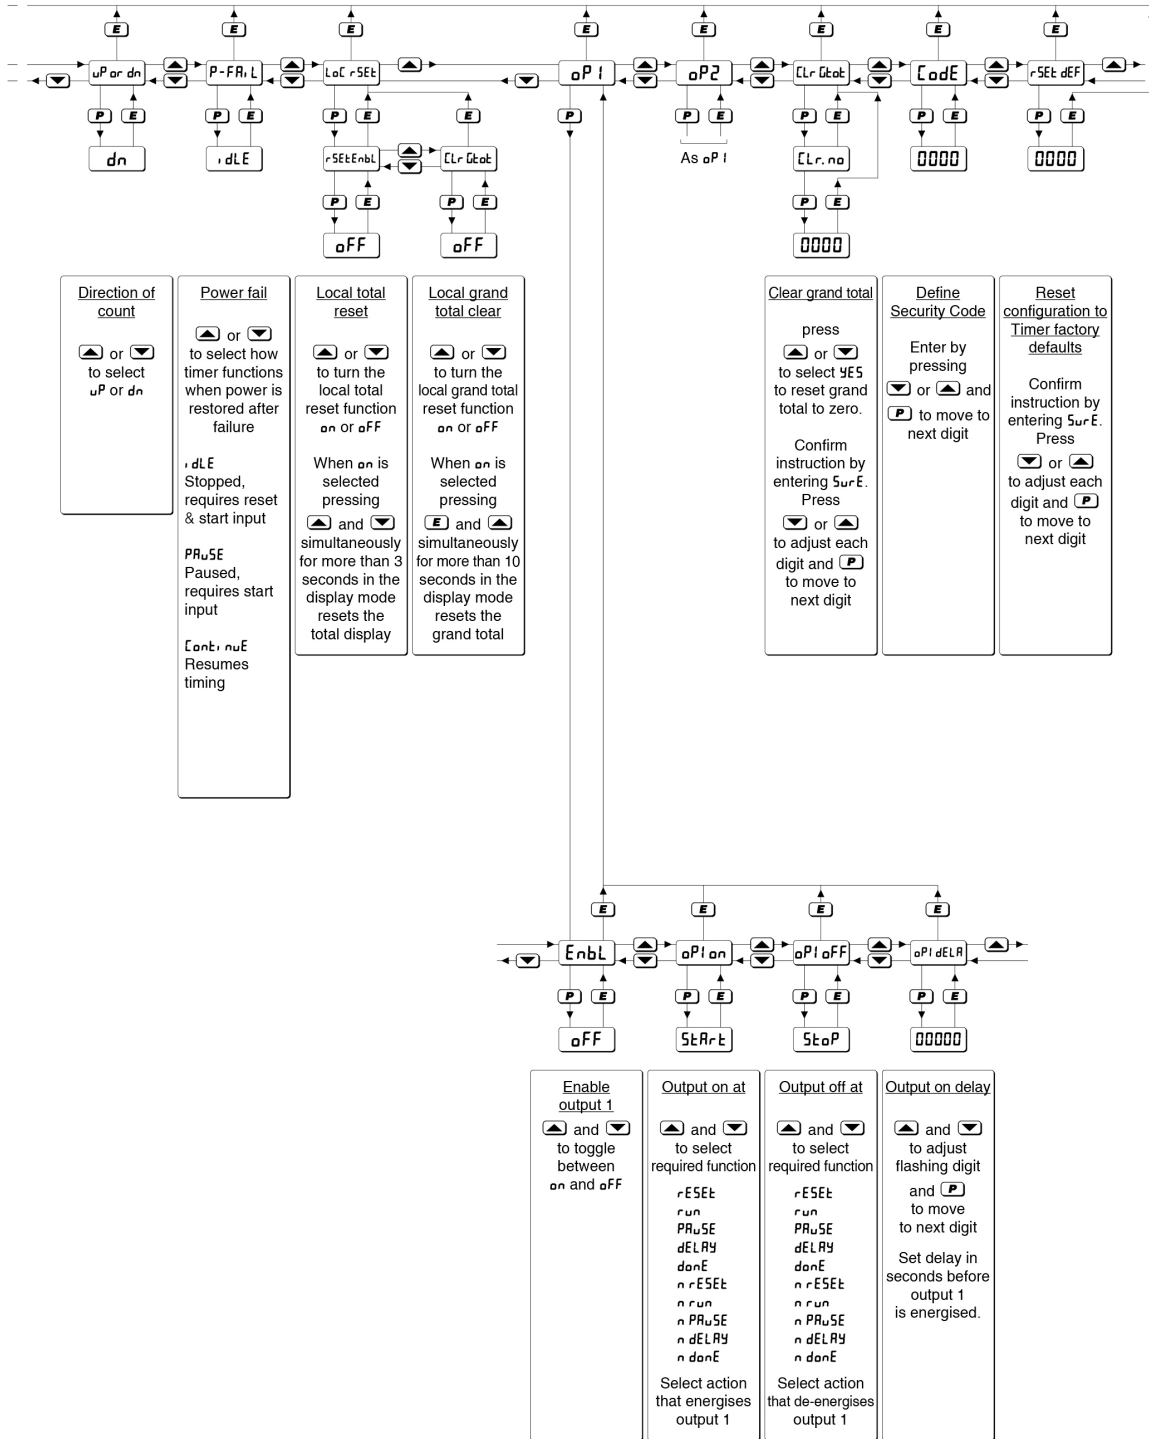 E E E E E E E E
uP or dn P-FAiL LoC rSEt oP1 oP2 CLr Gtot CodE rSEt dEF
P E P E P E E P P E P E P E P E
dn idLE rSEtEnbL CLr Gtot As oP1 CLr.no 0000 0000
P E P E P E
oFF oFF 0000
Direction of
count
or
to select
uP or dn
Power fail
or
to select how
timer functions
when power is
restored after
failure
idLE
Stopped,
requires reset
& start input
PAuSE
Paused,
requires start
input
ContinuE
Resumes
timing
Local total
reset
or
to turn the
local total
reset function
on or oFF
When on is
selected
pressing
and
simultaneously
for more than 3
seconds in the
display mode
resets the
total display
Local grand
total clear
or
to turn the
local grand total
reset function
on or oFF
When on is
selected
pressing
E and
simultaneously
for more than 10
seconds in the
display mode
resets the
grand total
Clear grand total
press
or
to select YES
to reset grand
total to zero.
Confirm
instruction by
entering SurE.
Press
or
to adjust each
digit and P
to move to
next digit
Define
Security Code
Enter by
pressing
or and
P to move to
next digit
Reset
configuration to
Timer factory
defaults
Confirm
instruction by
entering SurE.
Press
or
to adjust each
digit and P
to move to
next digit
E E E E
EnbL oP1 on oP1 oFF oP1 dELA
P E P E P E P E
oFF StArt StoP 00000
Enable
output 1
and
to toggle
between
on and oFF
Output on at
and
to select
required function
rESEt
run
PAuSE
dELAY
donE
n rESEt
n run
n PAuSE
n dELAY
n donE
Select action
that energises
output 1
Output off at
and
to select
required function
rESEt
run
PAuSE
dELAY
donE
n rESEt
n run
n PAuSE
n dELAY
n donE
Select action
that de-energises
output 1
Output on delay
and
to adjust
flashing digit
and P
to move
to next digit
Set delay in
seconds before
output 1
is energised.